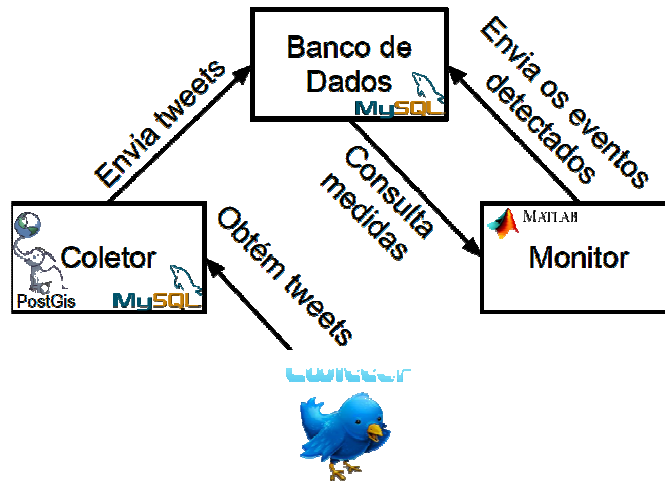 Banco de
Dados
MySQL
Envia tweets
Envia os eventos
detectados
Consulta
medidas
Coletor
PostGis
MySQL
Obtém tweets
MATLAB
Monitor